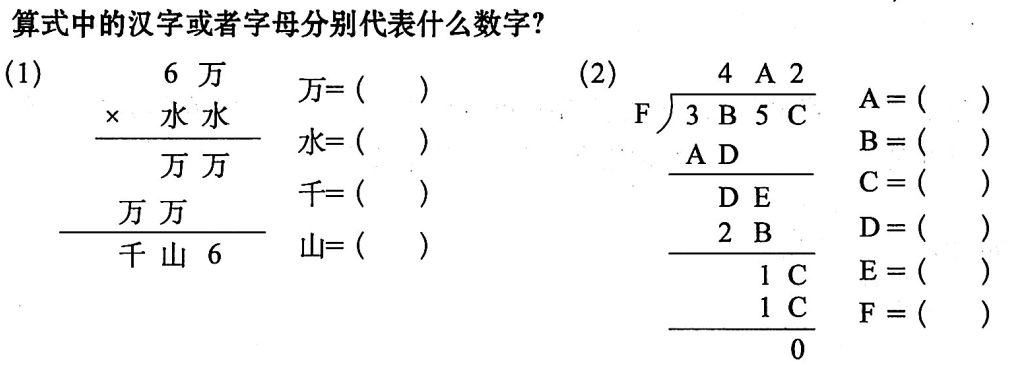 算式中的汉字或者字母分别代表什么数字?
(1)
6 万
× 水 水
万 万
万 万
千 山 6
万=( )
水=( )
千=( )
山=( )
(2)
4 A 2
F 3 B 5 C
A D
D E
2 B
1 C
1 C
0
A=( )
B=( )
C=( )
D=( )
E=( )
F=( )